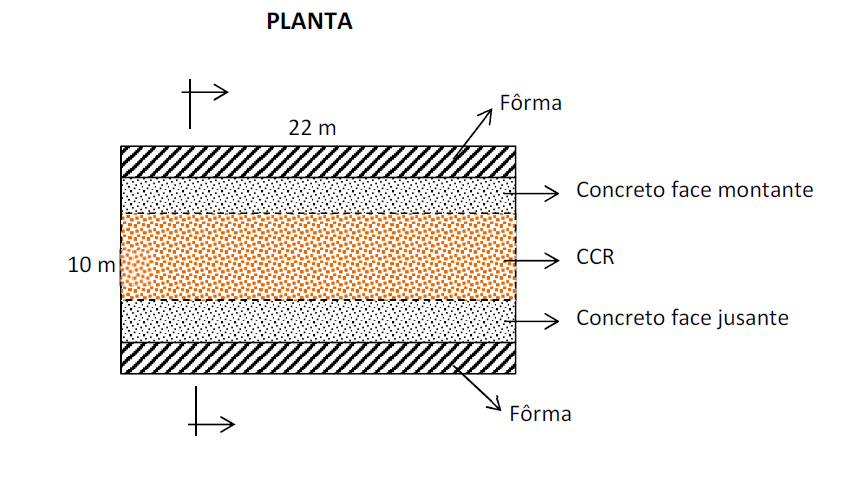 PLANTA
Fôrma
22 m
Concreto face montante
10 m
CCR
Concreto face jusante
Fôrma